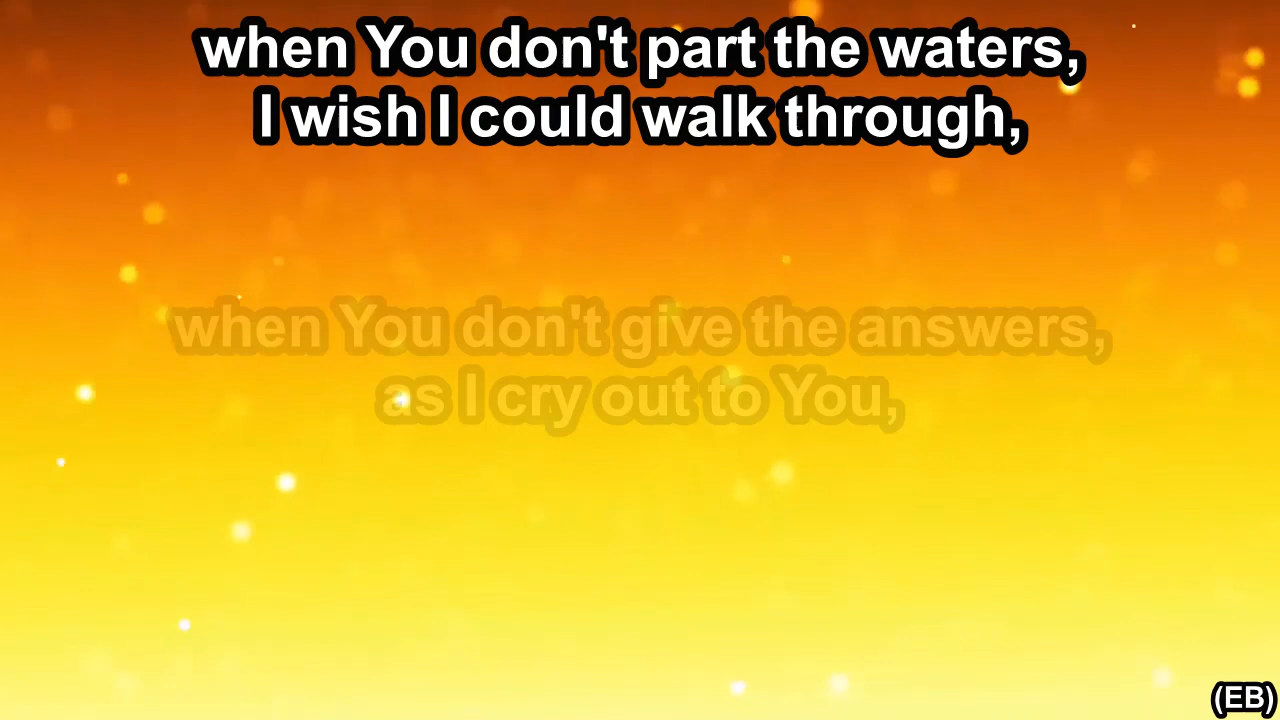 when You don't part the waters,
I wish I could walk through,
when You don't give the answers,
as I cry out to You,
(EB)